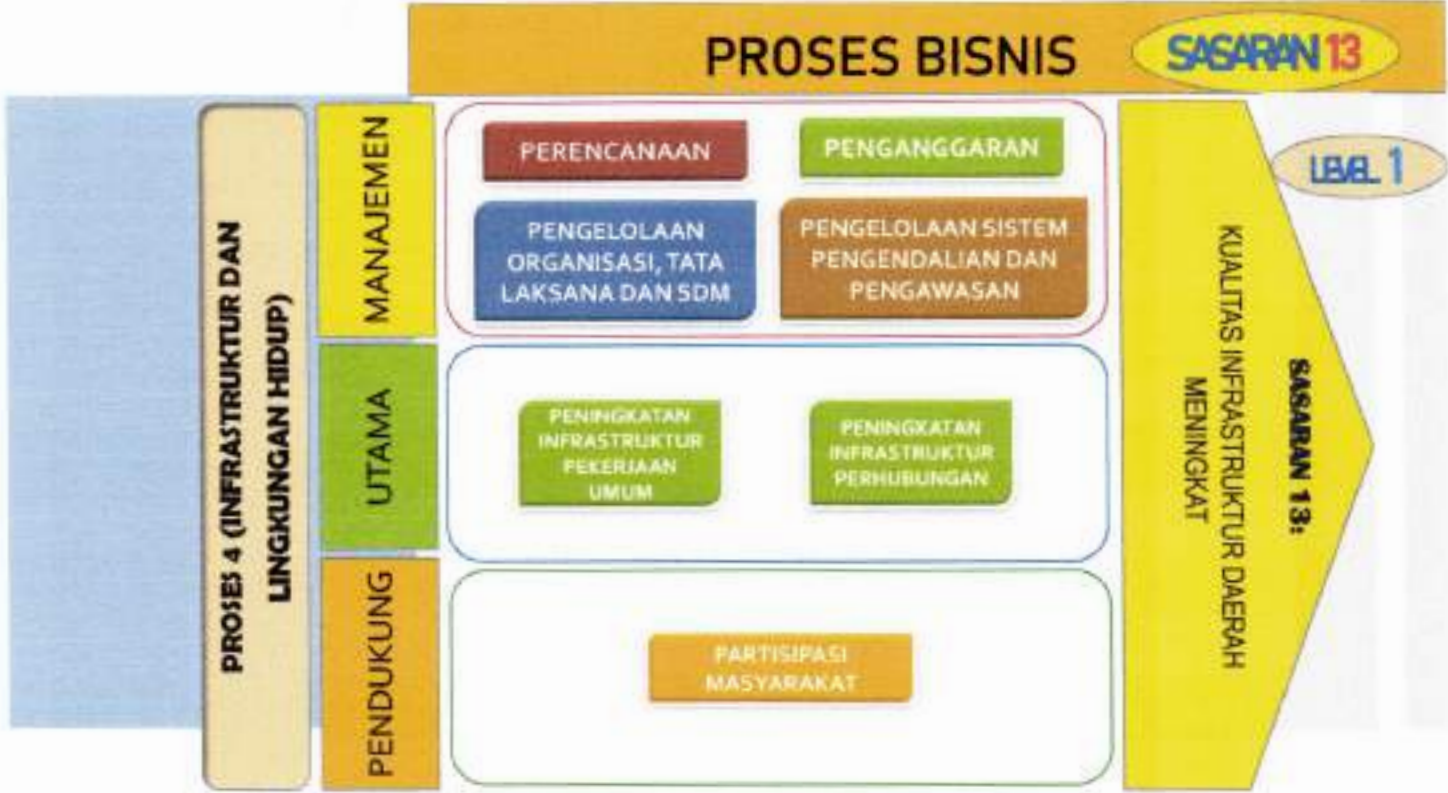 PROSES BISNIS
SASARAN 13
LEVEL 1
PROSES 4 (INFRASTRUKTUR DAN
LINGKUNGAN HIDUP)
MANAJEMEN
PERENCANAAN
PENGANGGARAN
PENGELOLAAN
ORGANISASI, TATA
LAKSANA DAN SDM
PENGELOLAAN SISTEM
PENGENDALIAN DAN
PENGAWASAN
UTAMA
PENINGKATAN
INFRASTRUKTUR
PEKERJAAN
UMUM
PENINGKATAN
INFRASTRUKTUR
PERHUBUNGAN
PENDUKUNG
PARTISIPASI
MASYARAKAT
SASARAN 13:
KUALITAS INFRASTRUKTUR DAERAH
MENINGKAT